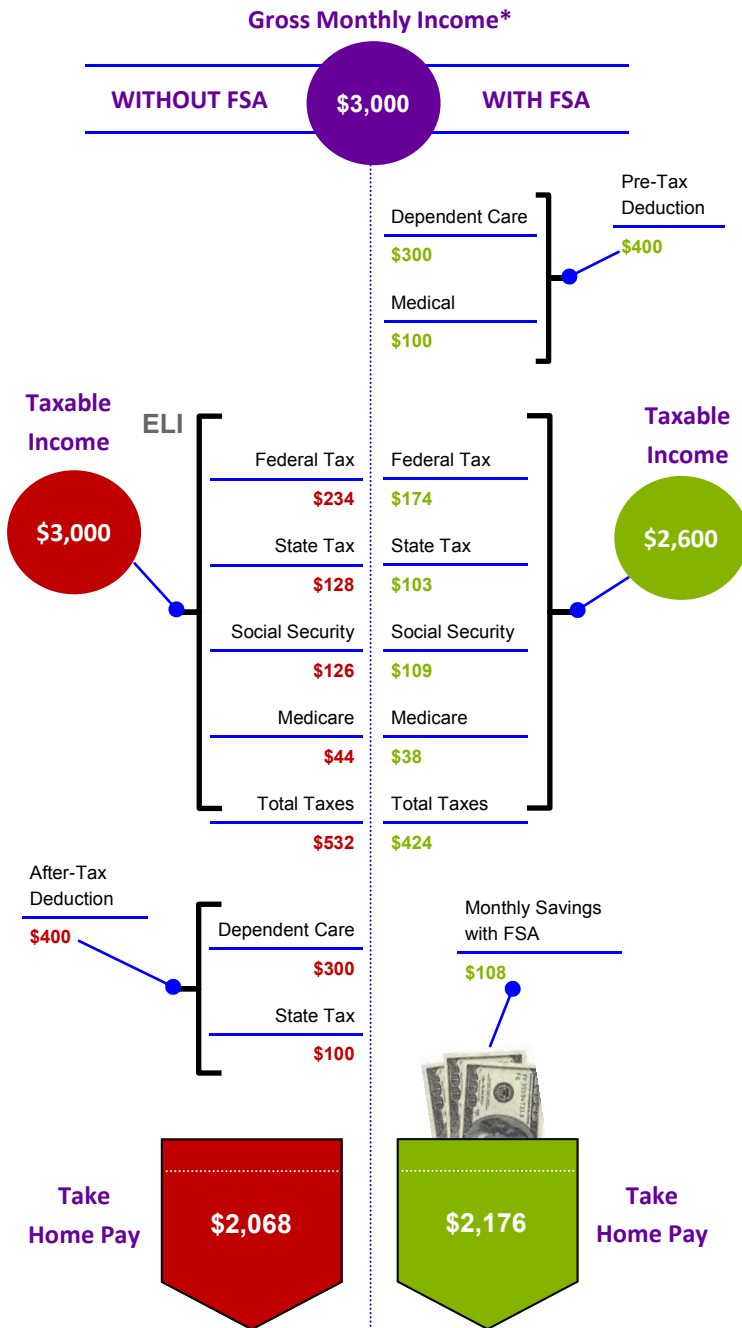 Gross Monthly Income*
WITHOUT FSA
$3,000
WITH FSA
Pre-Tax
Deduction
$400
Dependent Care
$300
Medical
$100
Taxable
Income
$3,000
ELI
Federal Tax
$234
State Tax
$128
Social Security
$126
Medicare
$44
Total Taxes
$532
Federal Tax
$174
State Tax
$103
Social Security
$109
Medicare
$38
Total Taxes
$424
Taxable
Income
$2,600
After-Tax
Deduction
$400
Dependent Care
$300
State Tax
$100
Monthly Savings
with FSA
$108
Take
Home Pay
$2,068
$2,176
Take
Home Pay